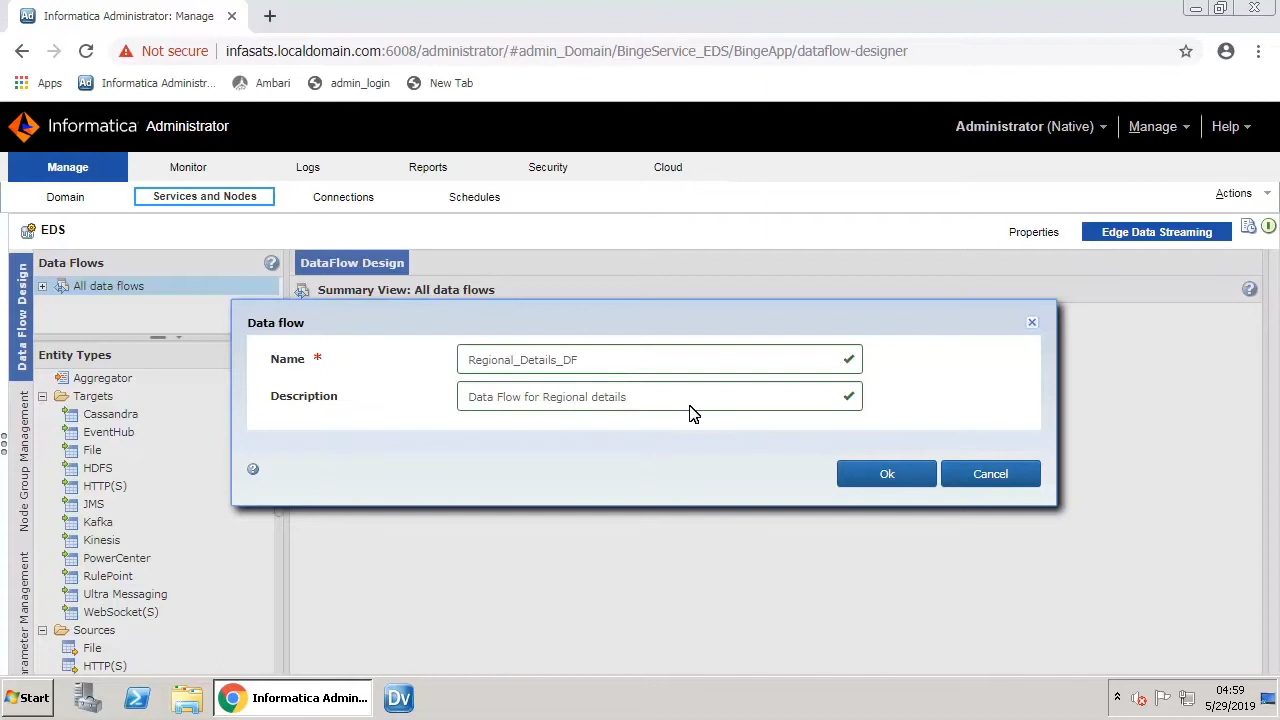 Informatica Administrator: Manage
Not secure
infasats.localdomain.com:6008/administrator/#admin_Domain/BingeService_EDS/BingeApp/dataflow-designer
Apps
Informatica Administr...
Ambari
admin_login
New Tab
Informatica Administrator
Administrator (Native)
Manage
Help
Manage
Monitor
Logs
Reports
Security
Cloud
Domain
Services and Nodes
Connections
Schedules
Actions
EDS
Properties
Edge Data Streaming
Data Flow Design
Node Group Management
arameter Management
Data Flows
All data flows
DataFlow Design
Summary View: All data flows
Data flow
Name *
Regional_Details_DF
Description
Data Flow for Regional details
Ok
Cancel
Entity Types
Aggregator
Targets
Cassandra
EventHub
File
HDFS
HTTP(S)
JMS
Kafka
Kinesis
PowerCenter
RulePoint
Ultra Messaging
WebSocket(S)
Sources
File
HTTP(S)
Start
Informatica Admin...
Dv
04:59
5/29/2019